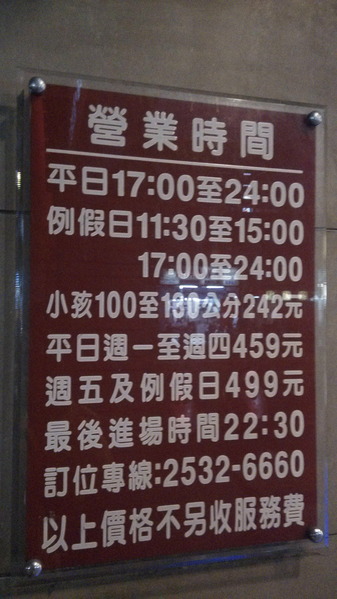 營業時間
平日17:00至24:00
例假日11:30至15:00
17:00至24:00
小孩100至130公分242元
平日週一至週四459元
週五及例假日499元
最後進場時間22:30
訂位專線:2532-6660
以上價格不另收服務費